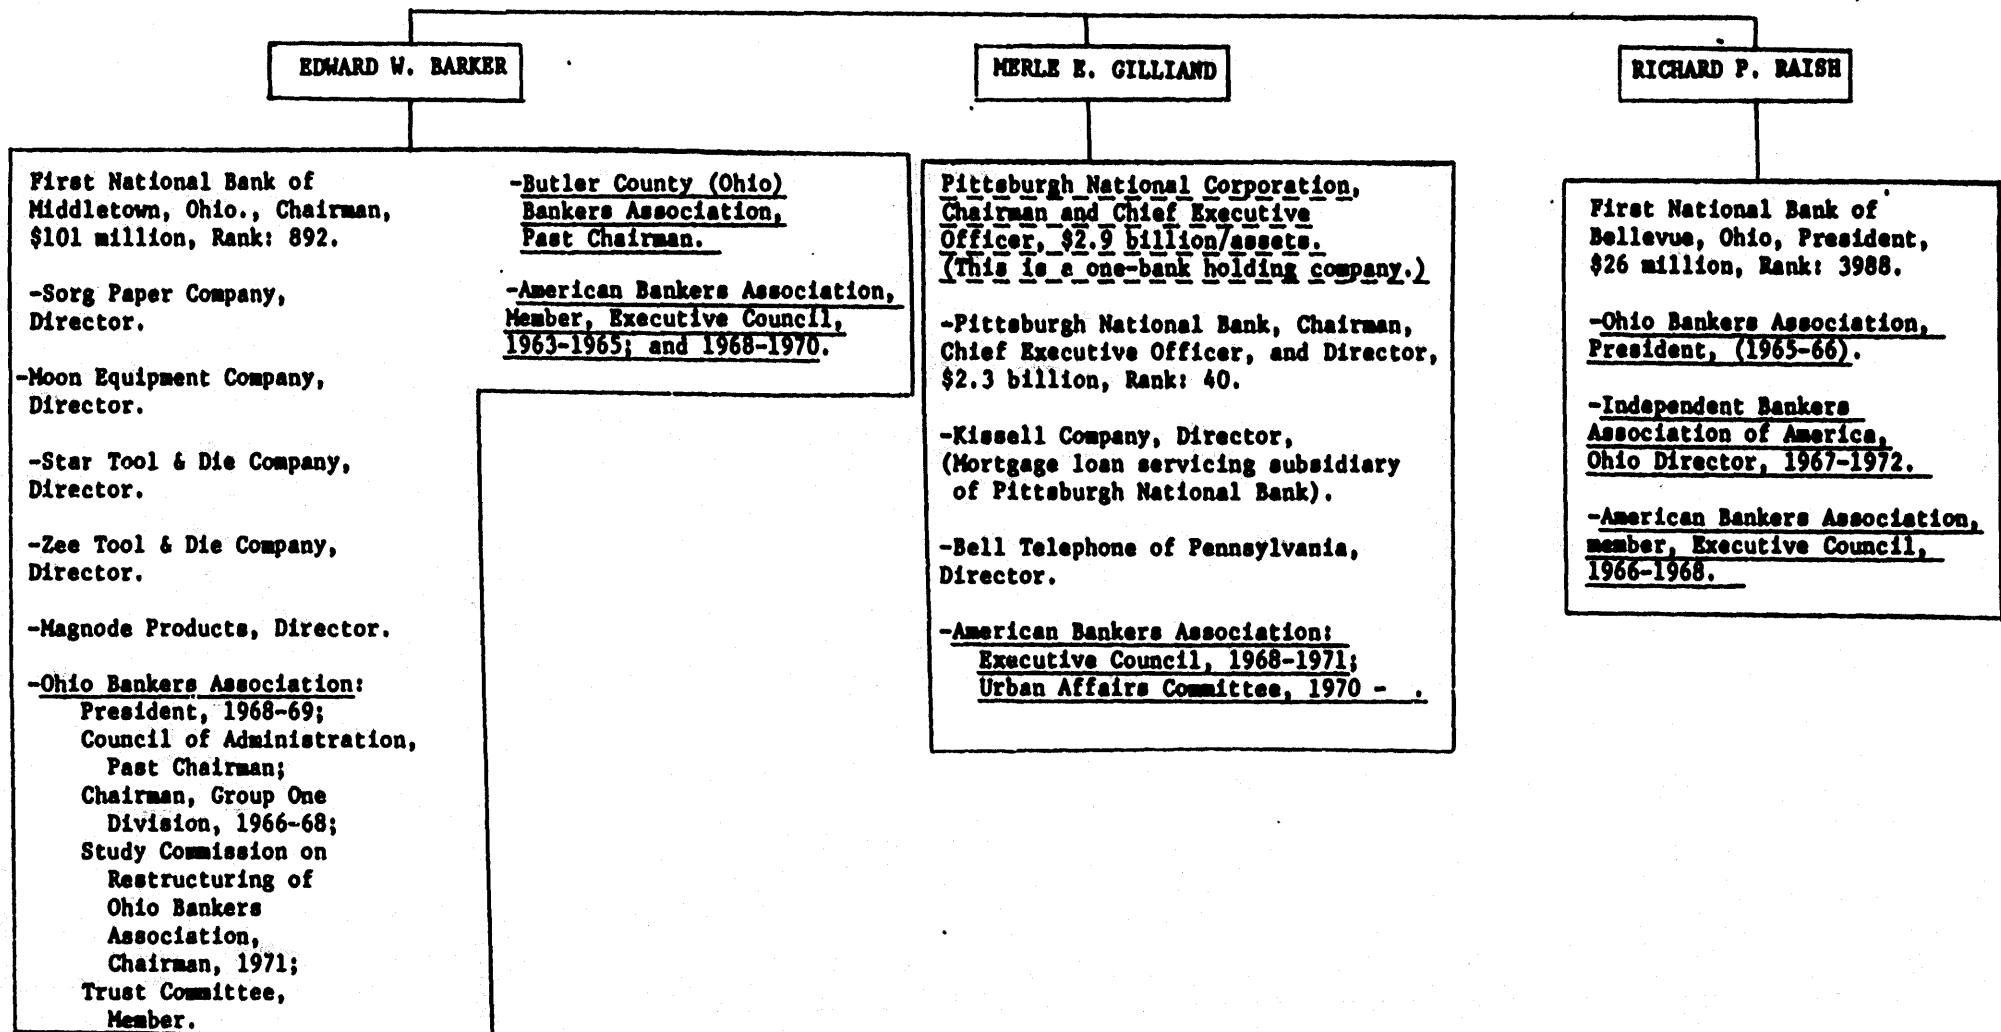 EDWARD W. BARKER
First National Bank of
Middletown, Ohio., Chairman,
$101 million, Rank: 892.
-Sorg Paper Company,
Director.
-Moon Equipment Company,
Director.
-Star Tool & Die Company,
Director.
-Zee Tool & Die Company,
Director.
-Magnode Products, Director.
-Ohio Bankers Association:
President, 1968-69;
Council of Administration,
Past Chairman;
Chairman, Group One
Division, 1966-68;
Study Commission on
Restructuring of
Ohio Bankers
Association,
Chairman, 1971;
Trust Committee,
Member.
-Butler County (Ohio)
Bankers Association,
Past Chairman.
-American Bankers Association,
Member, Executive Council,
1963-1965; and 1968-1970.
MERLE E. GILLIAND
Pittsburgh National Corporation,
Chairman and Chief Executive
Officer, $2.9 billion/assets.
(This is a one-bank holding company.)
-Pittsburgh National Bank, Chairman,
Chief Executive Officer, and Director,
$2.3 billion, Rank: 40.
-Kissell Company, Director,
(Mortgage loan servicing subsidiary
of Pittsburgh National Bank).
-Bell Telephone of Pennsylvania,
Director.
-American Bankers Association:
Executive Council, 1968-1971;
Urban Affairs Committee, 1970 - .
RICHARD P. RAISH
First National Bank of
Bellevue, Ohio, President,
$26 million, Rank: 3988.
-Ohio Bankers Association,
President, (1965-66).
-Independent Bankers
Association of America,
Ohio Director, 1967-1972.
-American Bankers Association,
member, Executive Council,
1966-1968.